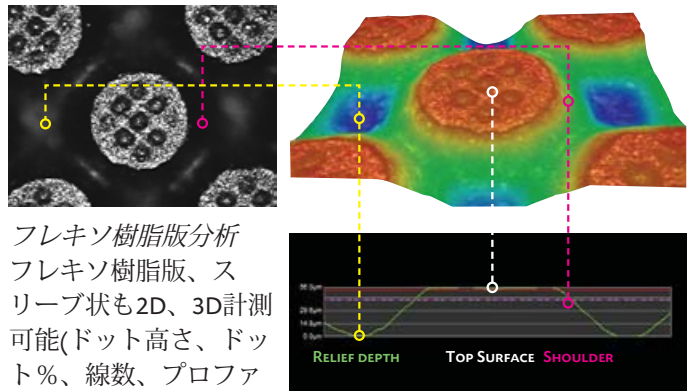 フレキソ樹脂版分析
フレキソ樹脂版、ス
リーブ状も2D、3D計測
可能(ドット高さ、ドッ
ト％、線数、プロファ
RELIEF DEPTH TOP SURFACE SHOULDER